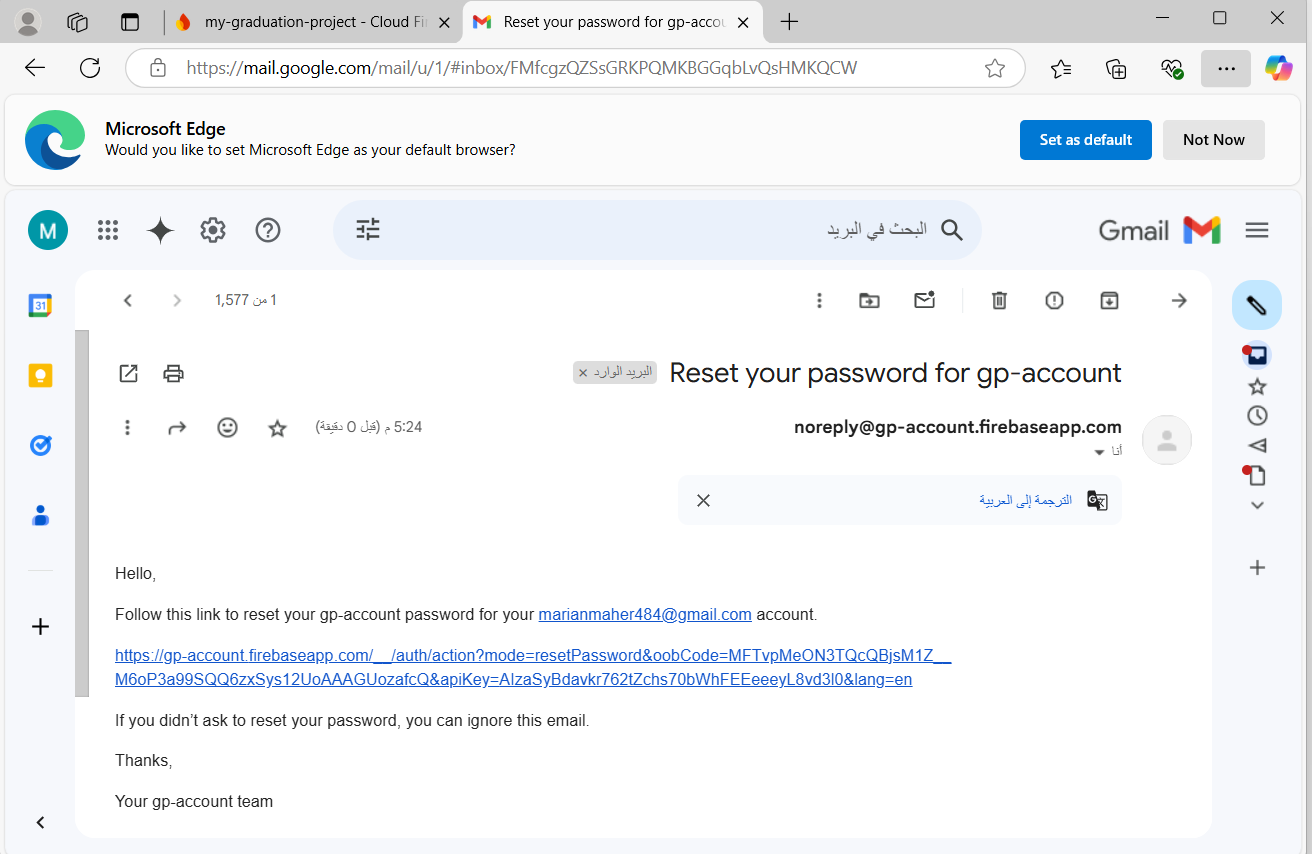 my-graduation-project - Cloud Fi
Reset your password for gp-accou
https://mail.google.com/mail/u/1/#inbox/FMfcgzQZSsGRKPQMKBGGqbLvQsHMKQCW
Microsoft Edge
Would you like to set Microsoft Edge as your default browser?
Set as default
Not Now
M
البحث في البريد
Gmail
31
1 من 1,577
Reset your password for gp-account
البريد الوارد ×
noreply@gp-account.firebaseapp.com
5:24 م (قبل 0 دقيقة)
أنا
الترجمة إلى العربية
Hello,
Follow this link to reset your gp-account password for your marianmaher484@gmail.com account.
https://gp-account.firebaseapp.com/__/auth/action?mode=resetPassword&oobCode=MFTvpMeON3TQcQBjsM1Z__
M6oP3a99SQQ6zxSys12UoAAAGUozafcQ&apiKey=AIzaSyBdavkr762tZchs70bWhFEEeeeyL8vd3l0&lang=en
If you didn’t ask to reset your password, you can ignore this email.
Thanks,
Your gp-account team